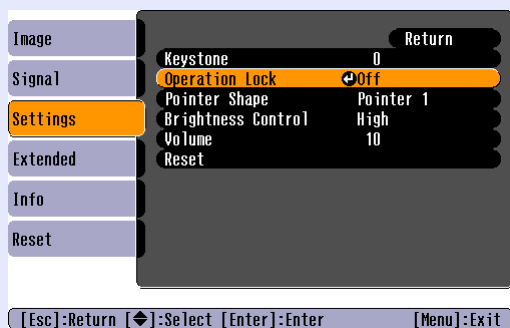 Image
Signal
Settings
Extended
Info
Reset
Return
Keystone 0
Operation Lock Off
Pointer Shape Pointer 1
Brightness Control High
Volume 10
Reset
[Esc]:Return [◆]:Select [Enter]:Enter [Menu]:Exit